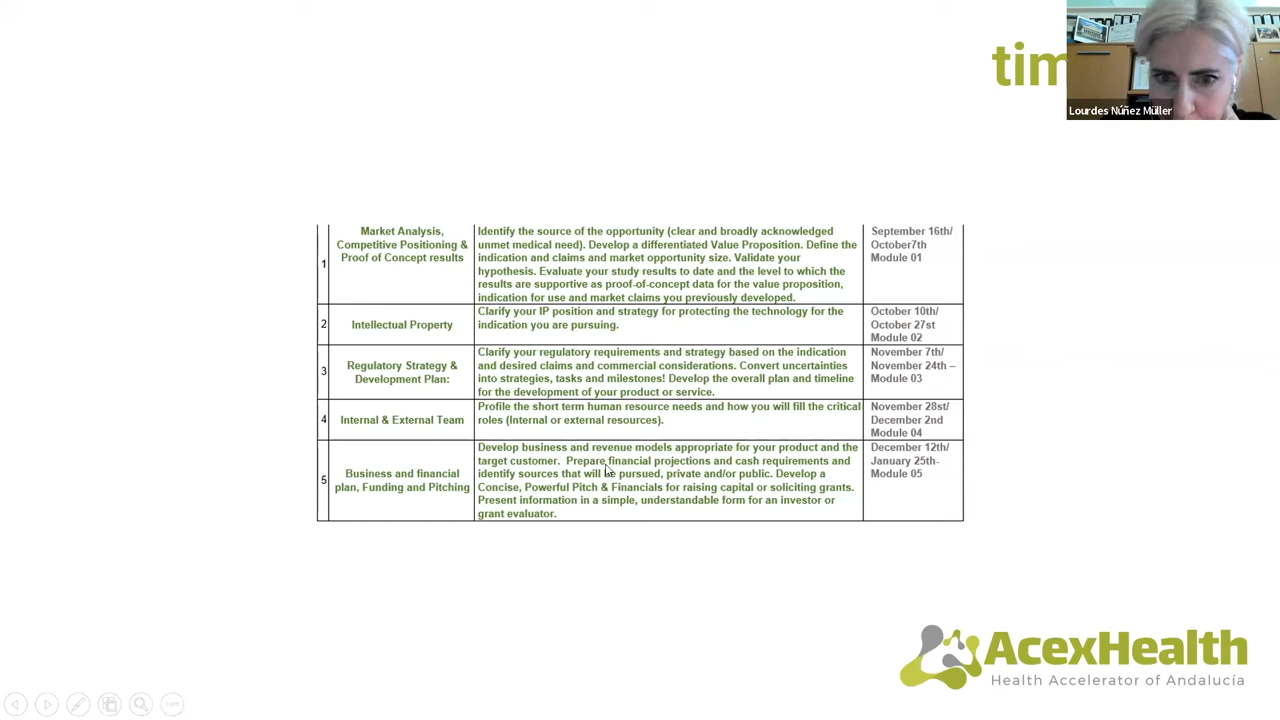 tim
Lourdes Núñez Müller
1
Market Analysis,
Competitive Positioning &
Proof of Concept results
Identify the source of the opportunity (clear and broadly acknowledged
unmet medical need). Develop a differentiated Value Proposition. Define the
indication and claims and market opportunity size. Validate your
hypothesis. Evaluate your study results to date and the level to which the
results are supportive as proof-of-concept data for the value proposition,
indication for use and market claims you previously developed.
September 16th/
October7th
Module 01
2
Intellectual Property
Clarify your IP position and strategy for protecting the technology for the
indication you are pursuing.
October 10th/
October 27st
Module 02
3
Regulatory Strategy &
Development Plan:
Clarify your regulatory requirements and strategy based on the indication
and desired claims and commercial considerations. Convert uncertainties
into strategies, tasks and milestones! Develop the overall plan and timeline
for the development of your product or service.
November 7th/
November 24th –
Module 03
4
Internal & External Team
Profile the short term human resource needs and how you will fill the critical
roles (Internal or external resources).
November 28st/
December 2nd
Module 04
5
Business and financial
plan, Funding and Pitching
Develop business and revenue models appropriate for your product and the
target customer. Prepare financial projections and cash requirements and
identify sources that will be pursued, private and/or public. Develop a
Concise, Powerful Pitch & Financials for raising capital or soliciting grants.
Present information in a simple, understandable form for an investor or
grant evaluator.
December 12th/
January 25th-
Module 05
AcexHealth
Health Accelerator of Andalucía